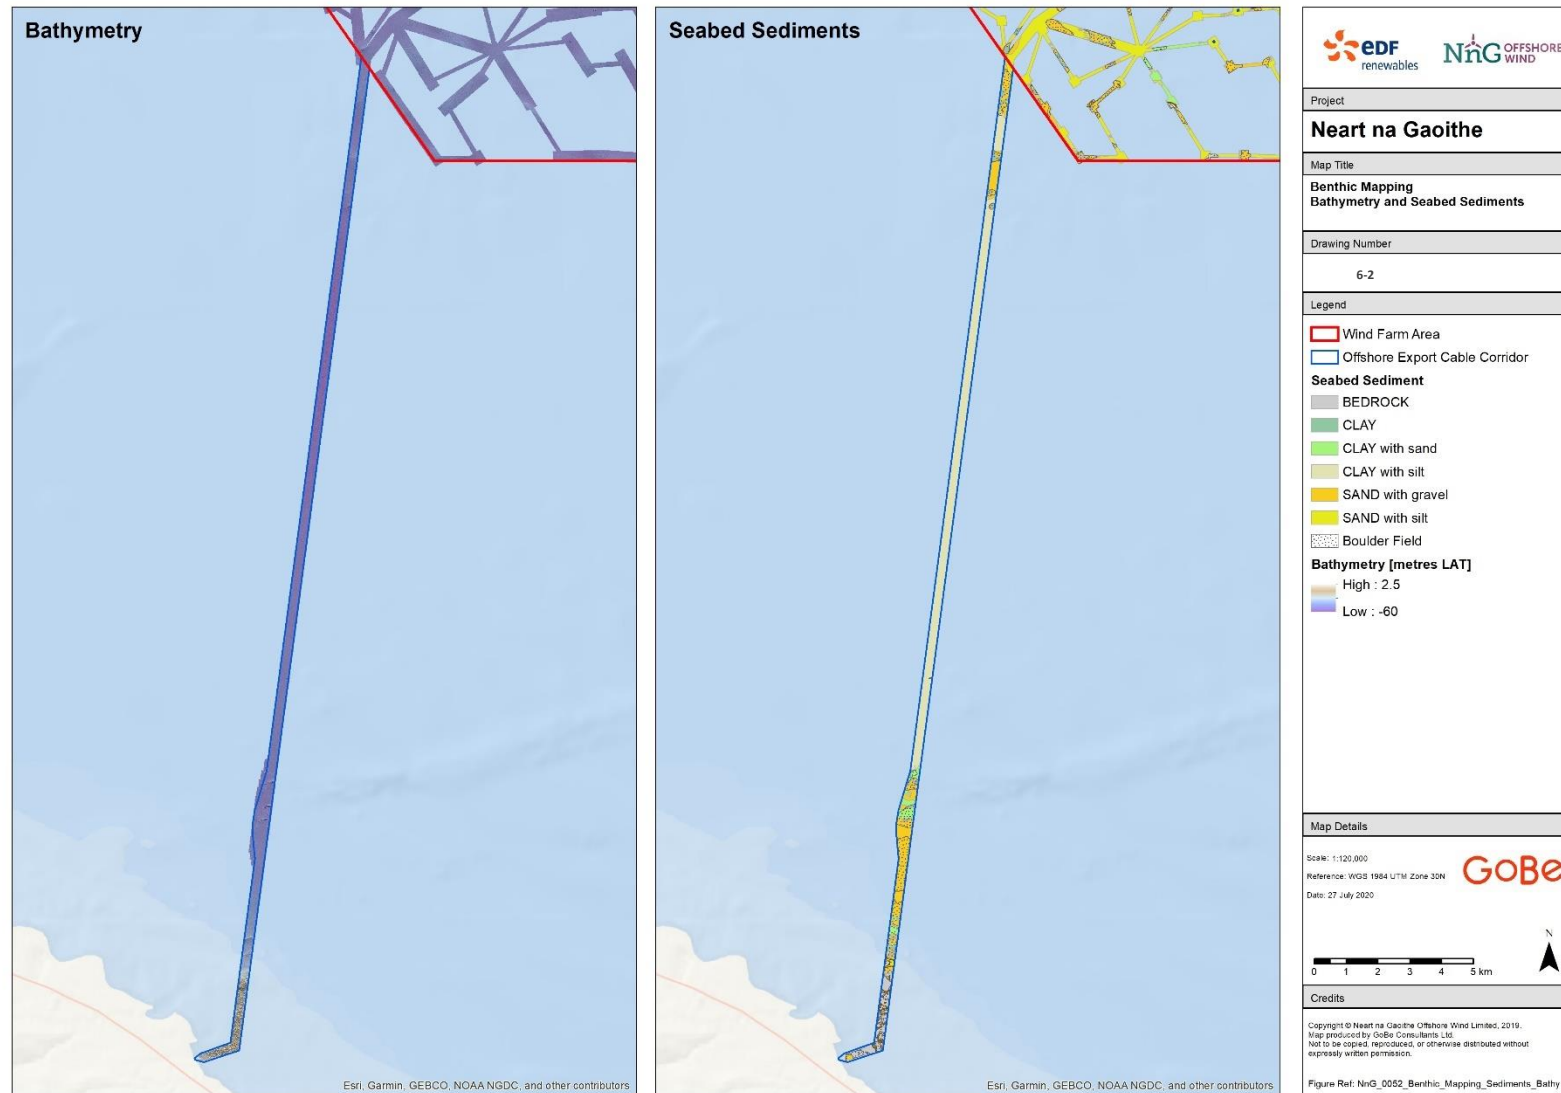 Bathymetry
Esri, Garmin, GEBCO, NOAA NGDC, and other contributors
Seabed Sediments
Esri, Garmin, GEBCO, NOAA NGDC, and other contributors
eDF
renewables
NnG OFFSHORE
WIND
Project
Neart na Gaoithe
Map Title
Benthic Mapping
Bathymetry and Seabed Sediments
Drawing Number
6-2
Legend
Wind Farm Area
Offshore Export Cable Corridor
Seabed Sediment
BEDROCK
CLAY
CLAY with sand
CLAY with silt
SAND with gravel
SAND with silt
Boulder Field
Bathymetry [metres LAT]
High : 2.5
Low : -60
Map Details
Scale: 1:120,000
Reference: WGS 1984 UTM Zone 30N
Date: 27 July 2020
GoBe
N
0 1 2 3 4 5 km
Credits
Copyright © Neart na Gaoithe Offshore Wind Limited, 2019.
Map produced by GoBe Consultants Ltd.
Not to be copied, reproduced, or otherwise distributed without
expressly written permission.
Figure Ref: NnG_0052_Benthic_Mapping_Sediments_Bathy